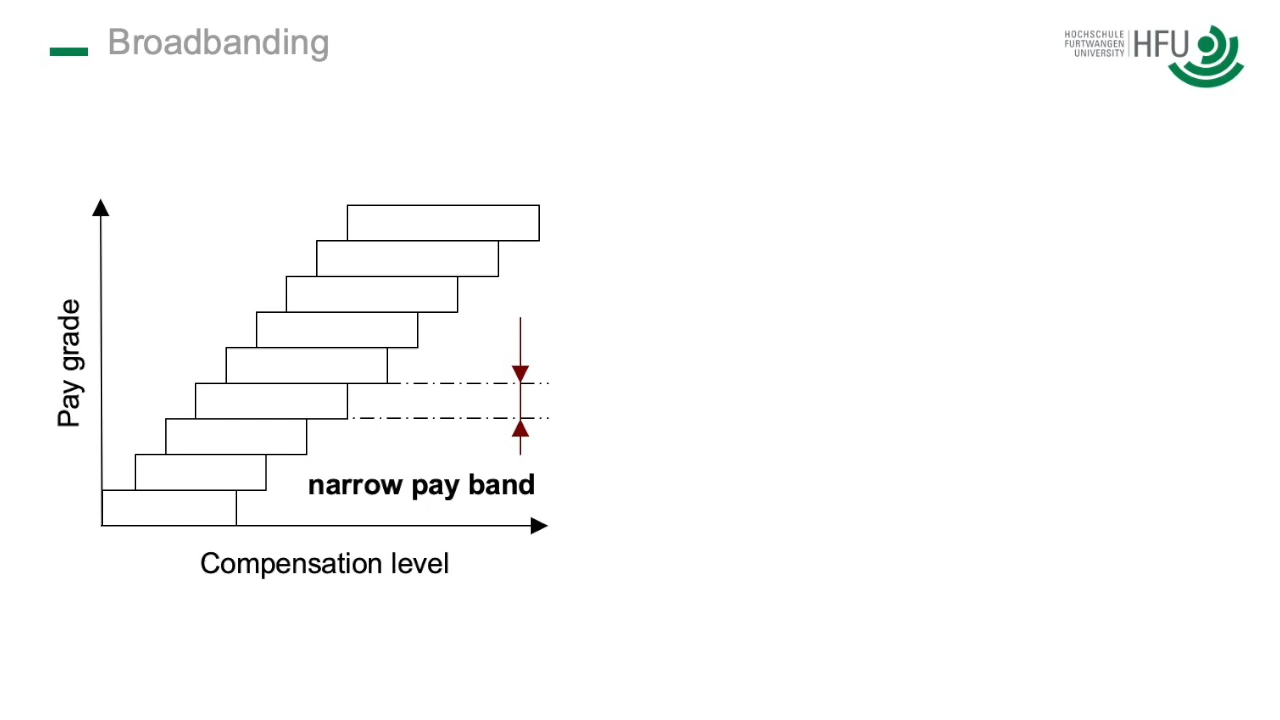 Broadbanding
HOCHSCHULE
FURTWANGEN
UNIVERSITY
HFU
Pay grade
narrow pay band
Compensation level